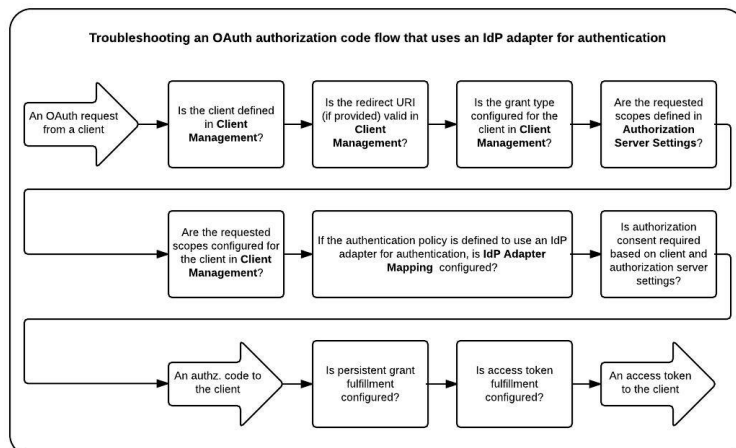 Troubleshooting an OAuth authorization code flow that uses an IdP adapter for authentication
An OAuth request
from a client
Is the client defined
in Client
Management?
Is the redirect URI
(if provided) valid in
Client
Management?
Is the grant type
configured for the
client in Client
Management?
Are the requested
scopes defined in
Authorization
Server Settings?
Are the requested
scopes configured for
the client in Client
Management?
If the authentication policy is defined to use an IdP
adapter for authentication, is IdP Adapter
Mapping configured?
Is authorization
consent required
based on client and
authorization server
settings?
An authz. code to
the client
Is persistent grant
fulfillment
configured?
Is access token
fulfillment
configured?
An access token
to the client